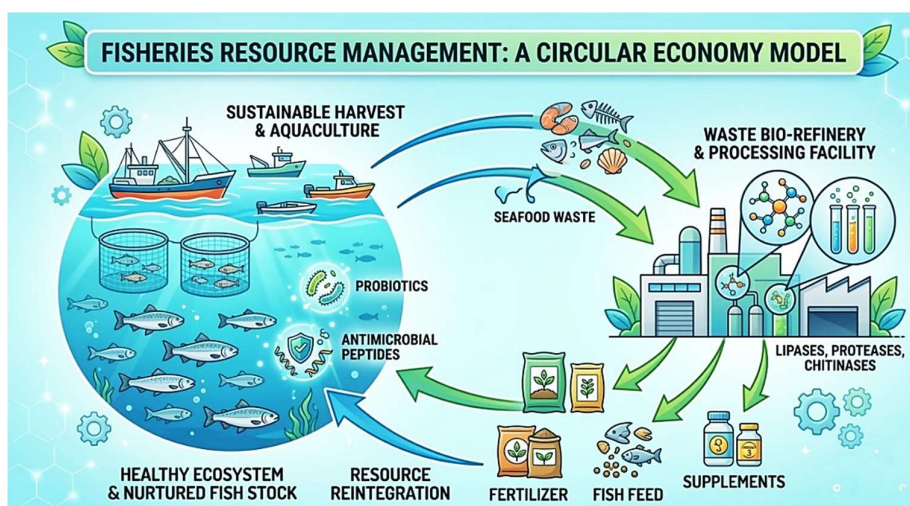 FISHERIES RESOURCE MANAGEMENT: A CIRCULAR ECONOMY MODEL
SUSTAINABLE HARVEST
& AQUACULTURE
SEAFOOD WASTE
WASTE BIO-REFINERY
& PROCESSING FACILITY
PROBIOTICS
ANTIMICROBIAL
PEPTIDES
LIPASES, PROTEASES,
CHITINASES
HEALTHY ECOSYSTEM
& NURTURED FISH STOCK
RESOURCE
REINTEGRATION
FERTILIZER
FISH FEED
SUPPLEMENTS